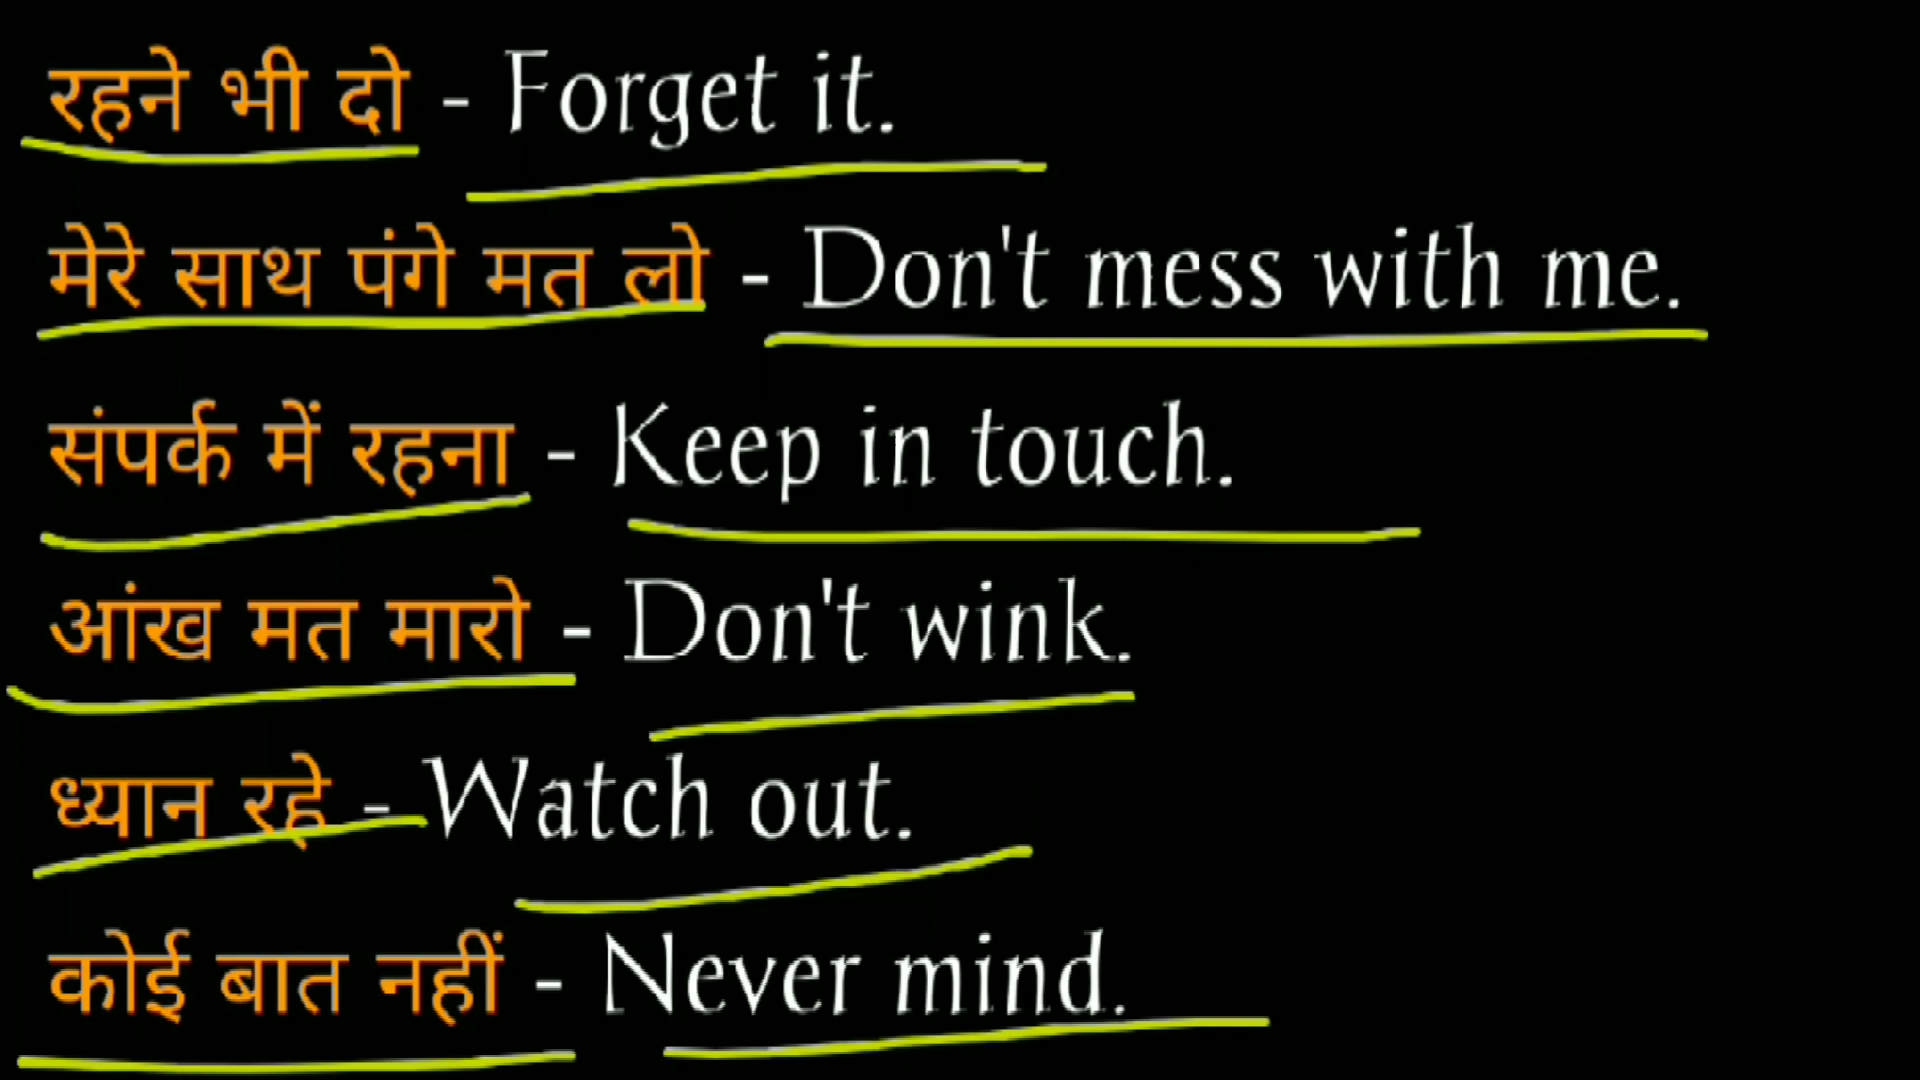 रहने भी दो - Forget it.
मेरे साथ पंगे मत लो - Don't mess with me.
संपर्क में रहना - Keep in touch.
आंख मत मारो - Don't wink.
ध्यान रहे - Watch out.
कोई बात नहीं - Never mind.